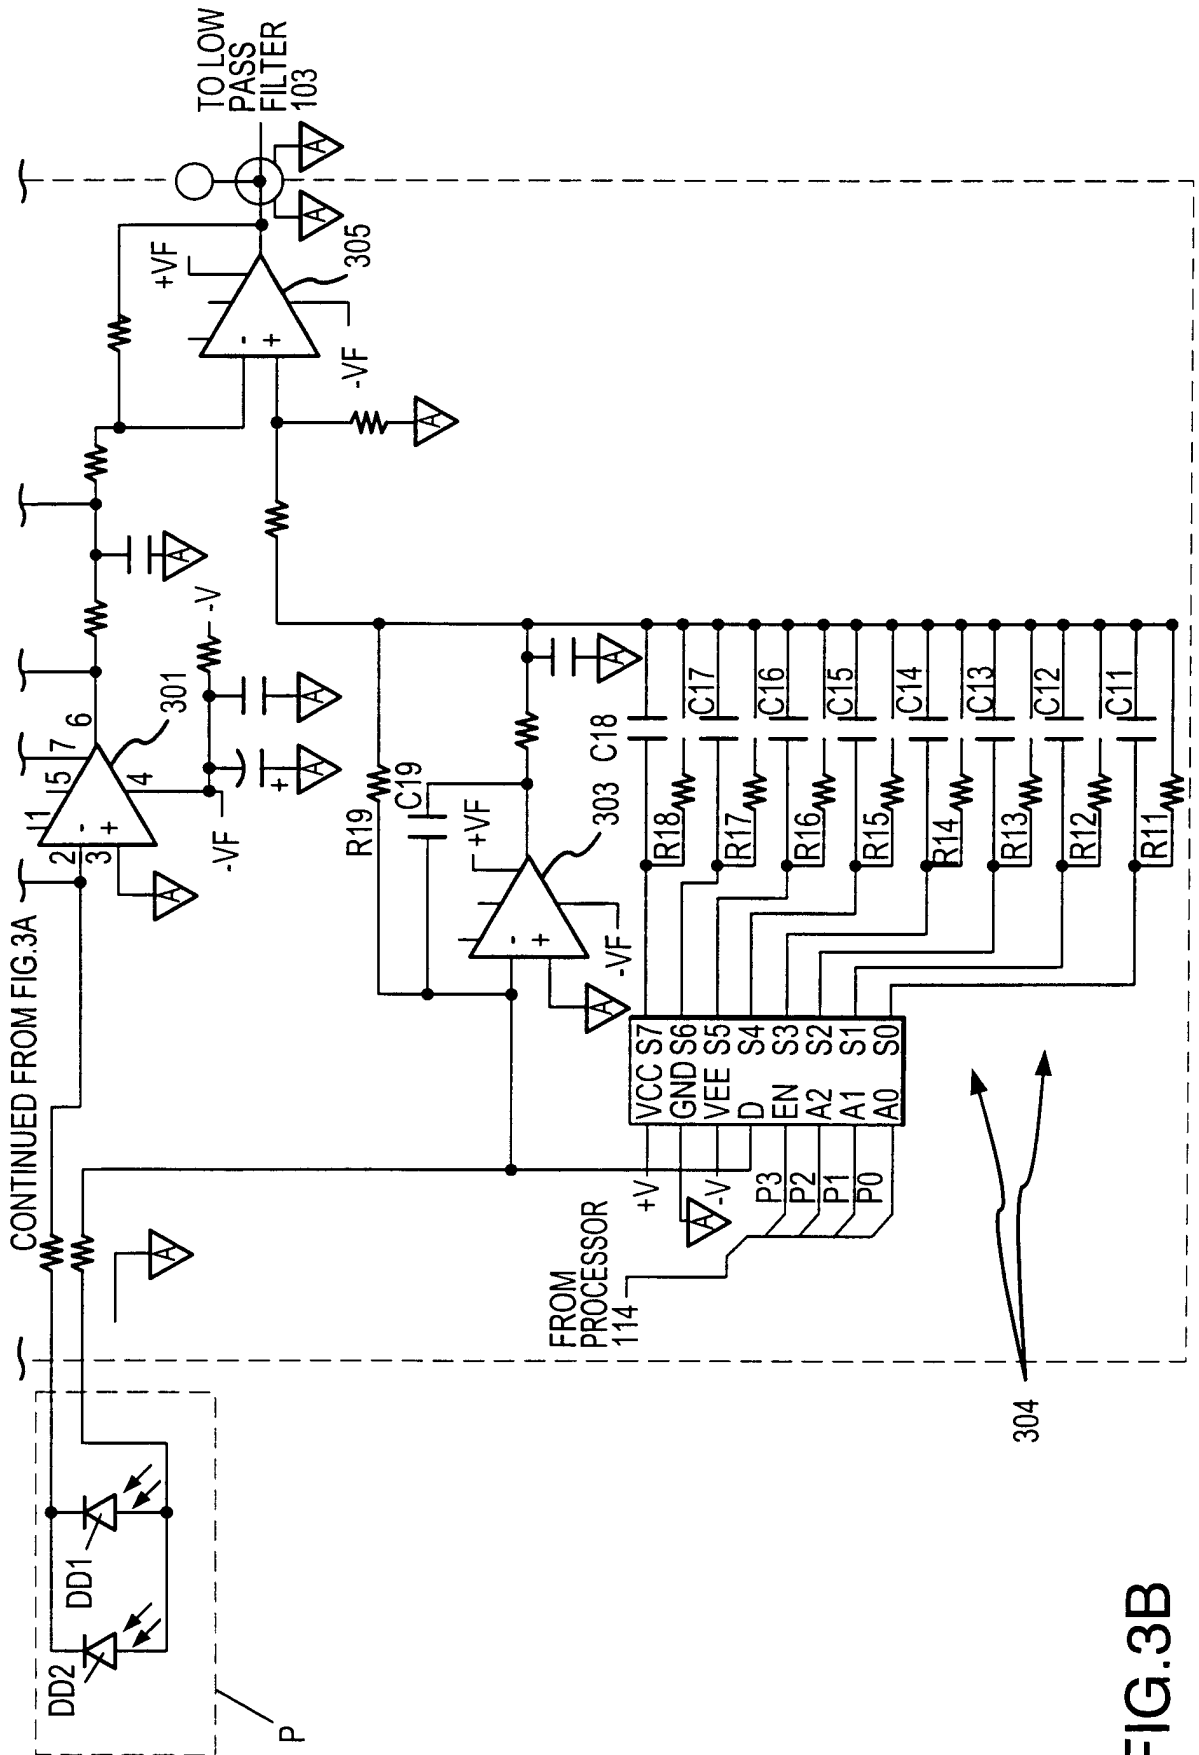 TO LOW
PASS
FILTER
103
CONTINUED FROM FIG.3A
+VF
305
-VF
A
A
A
1
5
7
6
301
2
3
-
+
4
-V
-VF
A
A
A
A
+
-
+
R19
C19
+VF
303
-
+
-VF
A
A
A
DD1
DD2
P
C18
C17
C16
C15
C14
C13
C12
C11
R18
R17
R16
R15
R14
R13
R12
R11
VCC S7
GND S6
VEE S5
D S4
EN S3
A2 S2
A1 S1
A0 S0
+V
A
-V
P3
P2
P1
P0
FROM
PROCESSOR
114
304
FIG.3B